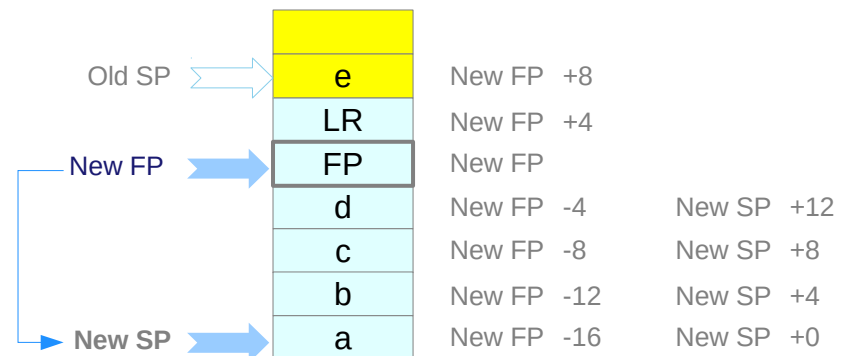 Old SP e New FP +8
LR New FP +4
New FP FP New FP
d New FP -4 New SP +12
c New FP -8 New SP +8
b New FP -12 New SP +4
New SP a New FP -16 New SP +0